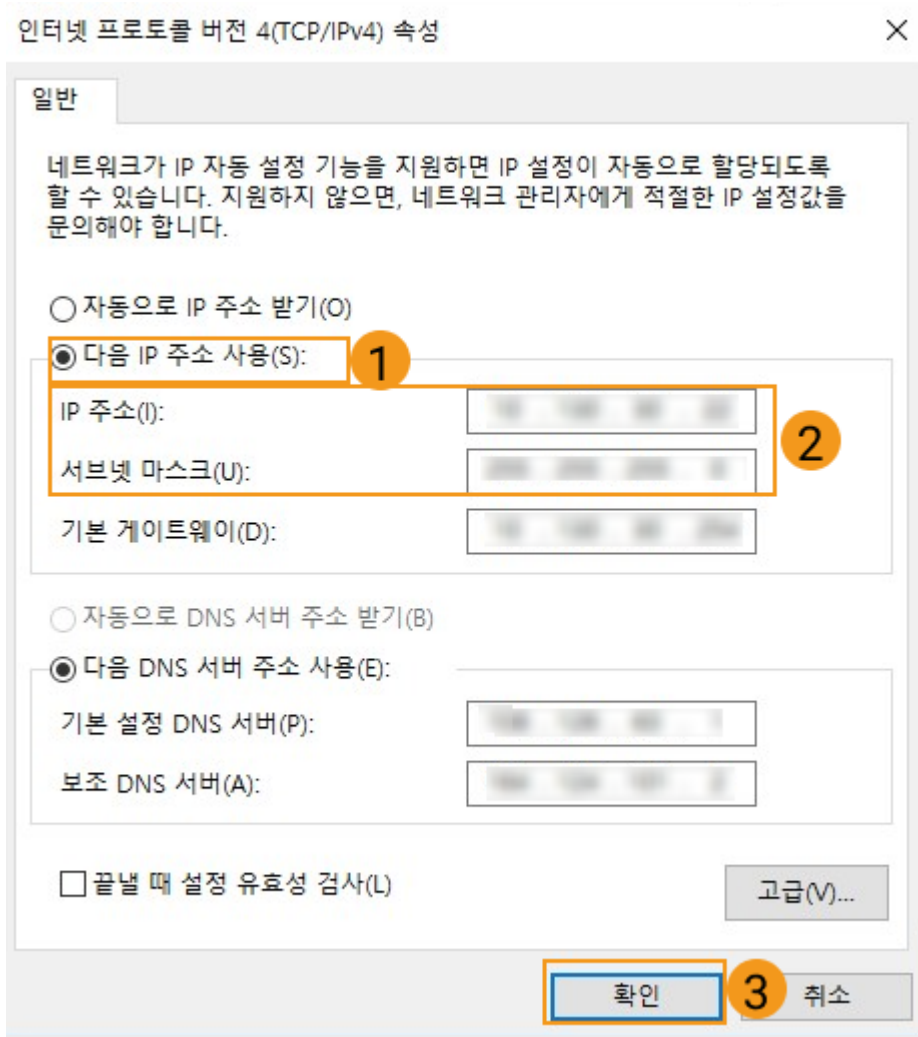 인터넷 프로토콜 버전 4(TCP/IPv4) 속성
일반
네트워크가 IP 자동 설정 기능을 지원하면 IP 설정이 자동으로 할당되도록
할 수 있습니다. 지원하지 않으면, 네트워크 관리자에게 적절한 IP 설정값을
문의해야 합니다.
자동으로 IP 주소 받기(O)
다음 IP 주소 사용(S): 1
IP 주소(I):
2
서브넷 마스크(U):
기본 게이트웨이(D):
자동으로 DNS 서버 주소 받기(B)
다음 DNS 서버 주소 사용(E):
기본 설정 DNS 서버(P):
보조 DNS 서버(A):
끝낼 때 설정 유효성 검사(L)
고급(V)...
확인 3 취소